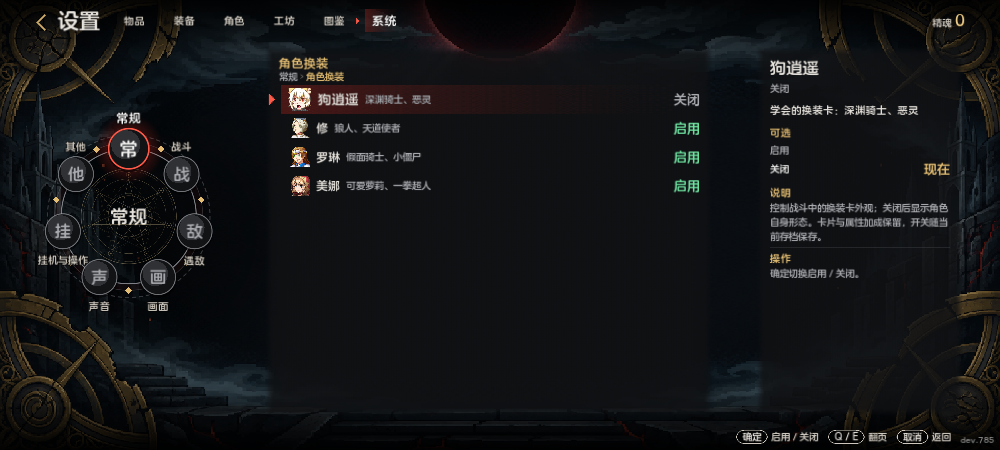 设置 物品 装备 角色 工坊 图鉴 系统 精魂 0
常规
常
其他
他
战斗
战
常规
挂
挂机与操作
敌
遇敌
声
声音
画
画面
角色换装
常规 › 角色换装
狗逍遥 深渊骑士、恶灵 关闭
修 狼人、天道使者 启用
罗琳 假面骑士、小僵尸 启用
美娜 可爱萝莉、一拳超人 启用
狗逍遥
关闭
学会的换装卡：深渊骑士、恶灵
可选
启用
关闭 现在
说明
控制战斗中的换装卡外观；关闭后显示角色
自身形态。卡片与属性加成保留，开关随当
前存档保存。
操作
确定切换启用 / 关闭。
确定 启用 / 关闭 Q / E 翻页 取消 返回 dev.785